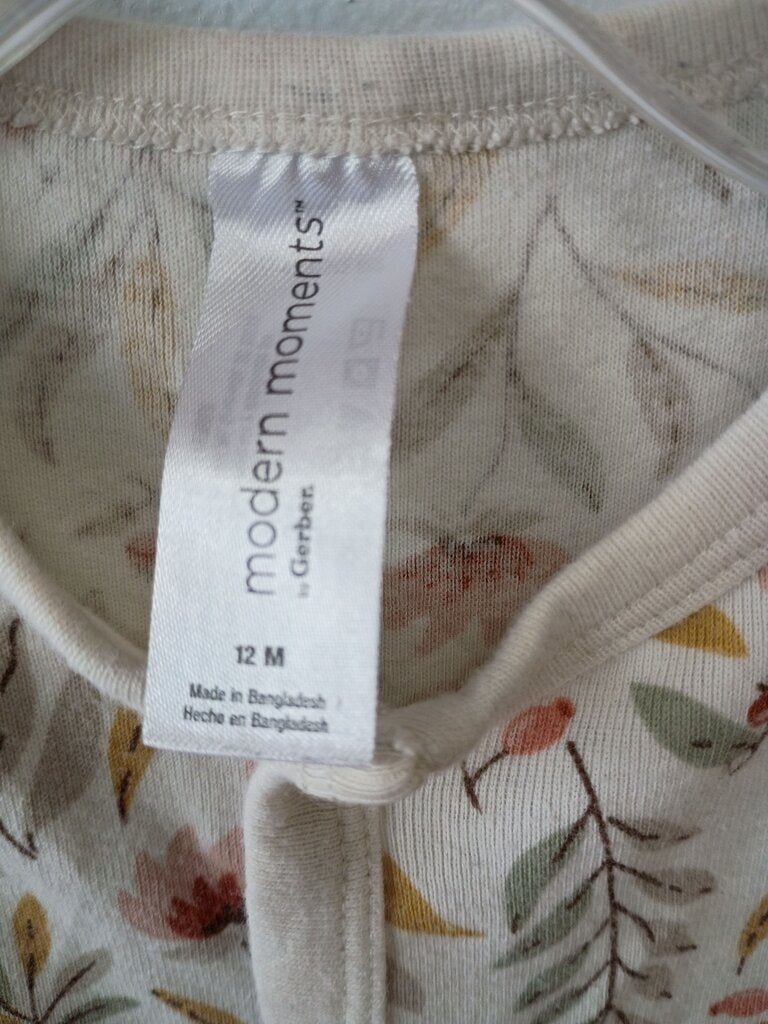 modern moments™
by Gerber.
12 M
Made in Bangladesh
Hecho en Bangladesh